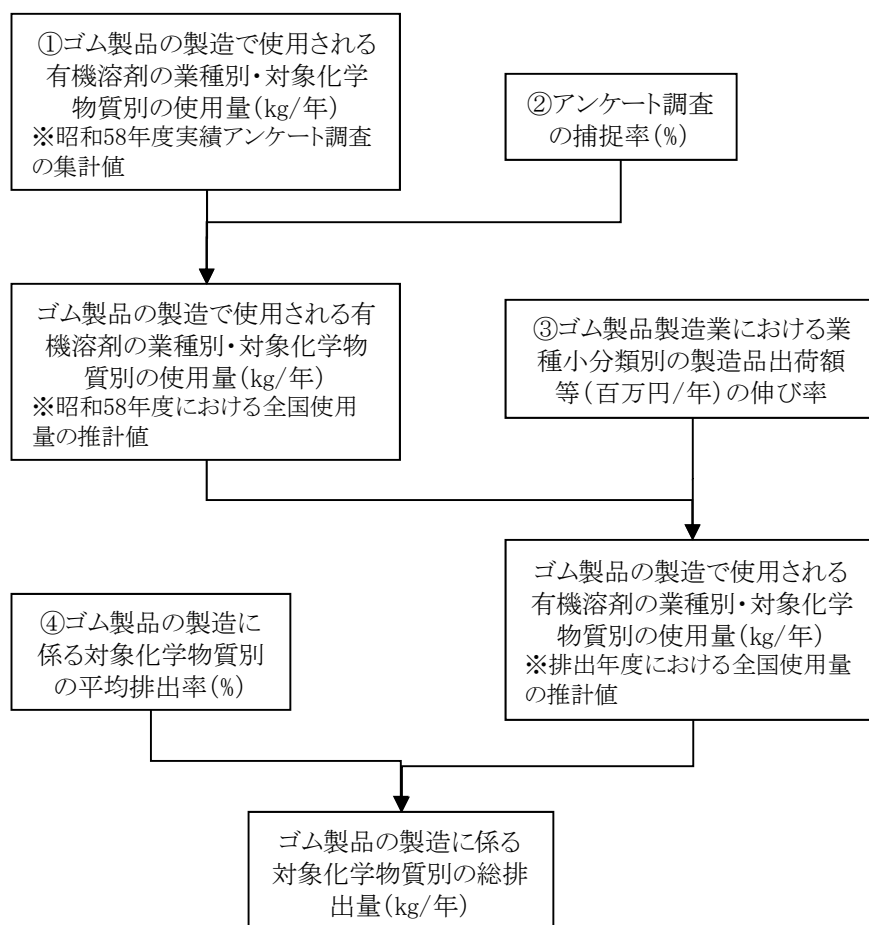 ①ゴム製品の製造で使用される
有機溶剤の業種別・対象化学
物質別の使用量(kg/年)
※昭和58年度実績アンケート調査
の集計値
②アンケート調査
の捕捉率(%)
ゴム製品の製造で使用される有
機溶剤の業種別・対象化学物
質別の使用量(kg/年)
※昭和58年度における全国使用
量の推計値
③ゴム製品製造業における業
種小分類別の製造品出荷額
等(百万円/年)の伸び率
ゴム製品の製造で使用される
有機溶剤の業種別・対象化学
物質別の使用量(kg/年)
※排出年度における全国使用量
の推計値
④ゴム製品の製造に
係る対象化学物質別
の平均排出率(%)
ゴム製品の製造に係る
対象化学物質別の総排
出量(kg/年)